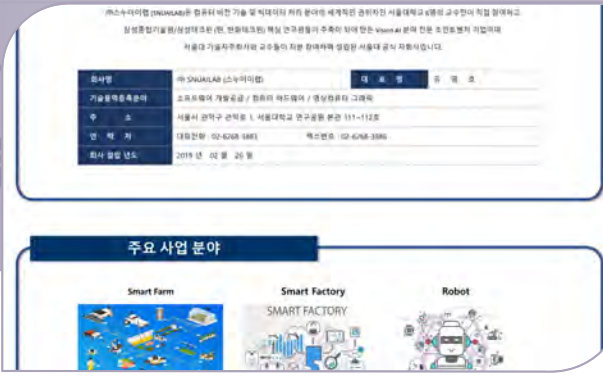 ㈜스누아이랩 (SNUAILAB)은 컴퓨터 비전 기술 및 빅데이터 처리 분야의 세계적인 권위자진 서울대학교 6명의 교수진이 직접 참여하고
삼성종합기술원/삼성테크윈 (현, 한화테크윈) 핵심 연구원들이 주축이 되어 만든 Vision AI 분야 전문 조인트벤처 기업이며
서울대 기술지주회사와 교수들이 지분 참여하여 설립된 서울대 공식 자회사입니다.
회사명 ㈜ SNUAILAB (스누아이랩) 대 표 명 유 명 호
기술용역등록분야 소프트웨어 개발공급 / 컴퓨터 하드웨어 / 영상컴퓨터 그래픽
주 소 서울시 관악구 관악로 1, 서울대학교 연구공원 본관 111~112호
연 락 처 대표전화 : 02-6268- 팩스번호 : 02-6268-
회사 설립 년도 2019 년 02 월 26 일
주요 사업 분야
Smart Farm Smart Factory Robot
SMART FACTORY